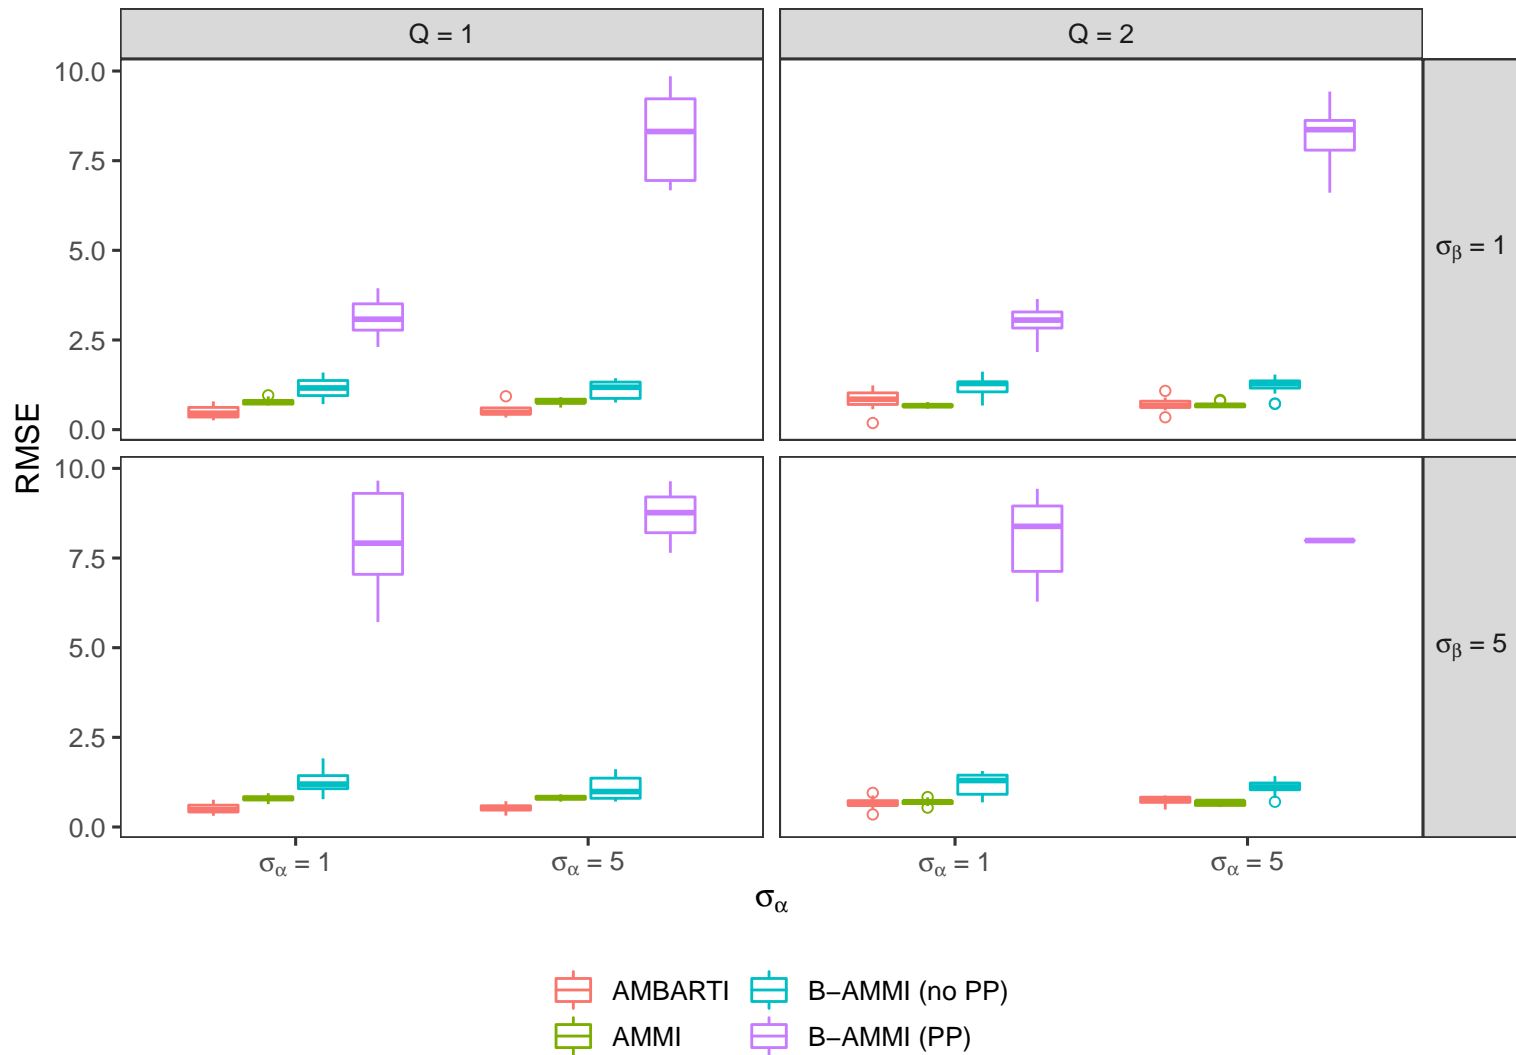 Q = 1
Q = 2
10.0
7.5
5.0
2.5
0.0
σβ = 1
RMSE
10.0
7.5
5.0
2.5
0.0
σβ = 5
σα = 1
σα = 5
σα = 1
σα = 5
σα
AMBARTI
B−AMMI (no PP)
AMMI
B−AMMI (PP)